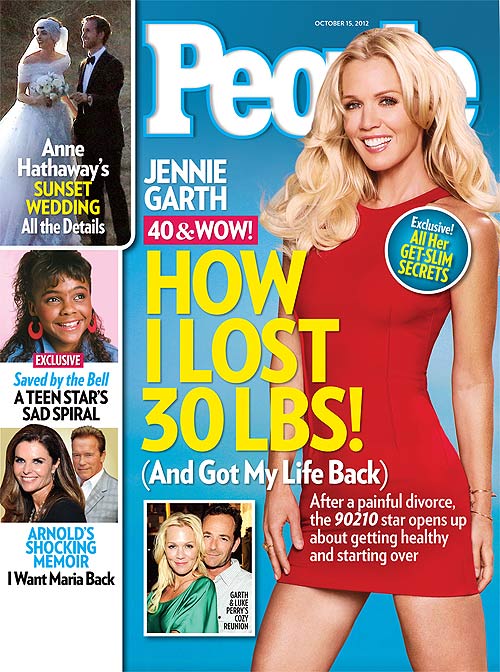 OCTOBER 15, 2012
People
Anne
Hathaway's
SUNSET
WEDDING
All the Details
EXCLUSIVE
Saved by the Bell
A TEEN STAR'S
SAD SPIRAL
ARNOLD'S
SHOCKING
MEMOIR
I Want Maria Back
JENNIE
GARTH
40 & WOW!
HOW
I LOST
30 LBS!
(And Got My Life Back)
After a painful divorce,
the 90210 star opens up
about getting healthy
and starting over
Exclusive!
All Her
GET-SLIM
SECRETS
GARTH
& LUKE
PERRY'S
COZY
REUNION